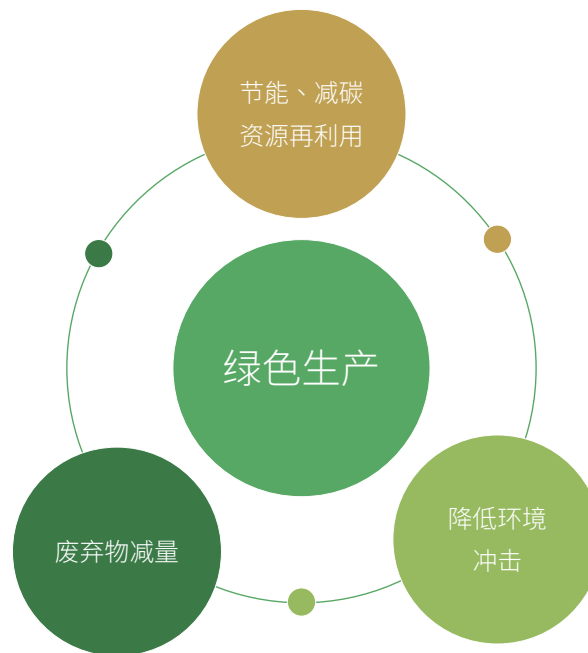 节能、减碳
资源再利用
绿色生产
废弃物减量
降低环境
冲击